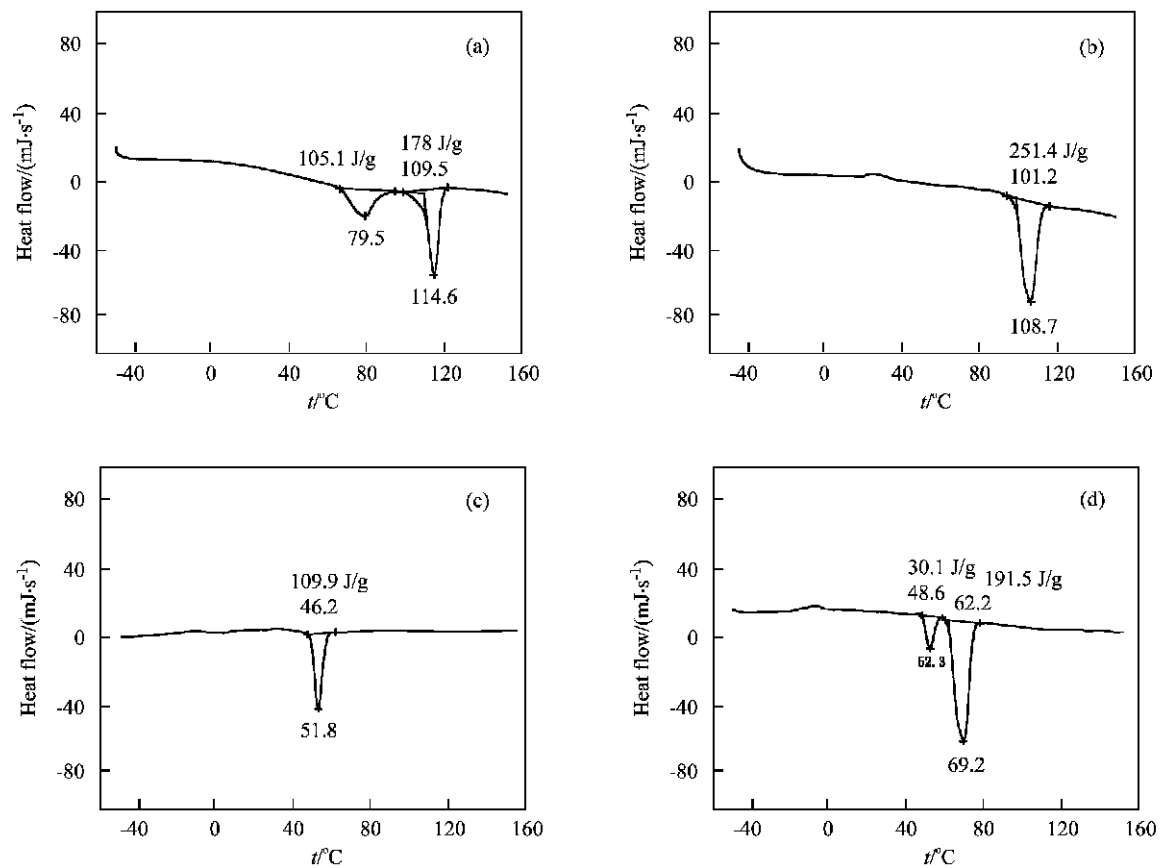 (a)
80
40
0
-40
-80
Heat flow/(mJ·s⁻¹)
105.1 J/g
178 J/g
109.5
79.5
114.6
-40 0 40 80 120 160
t/°C
(b)
80
40
0
-40
-80
Heat flow/(mJ·s⁻¹)
251.4 J/g
101.2
108.7
-40 0 40 80 120 160
t/°C
(c)
80
40
0
-40
-80
Heat flow/(mJ·s⁻¹)
109.9 J/g
46.2
51.8
-40 0 40 80 120 160
t/°C
(d)
80
40
0
-40
-80
Heat flow/(mJ·s⁻¹)
30.1 J/g
191.5 J/g
48.6
62.2
52.3
69.2
-40 0 40 80 120 160
t/°C